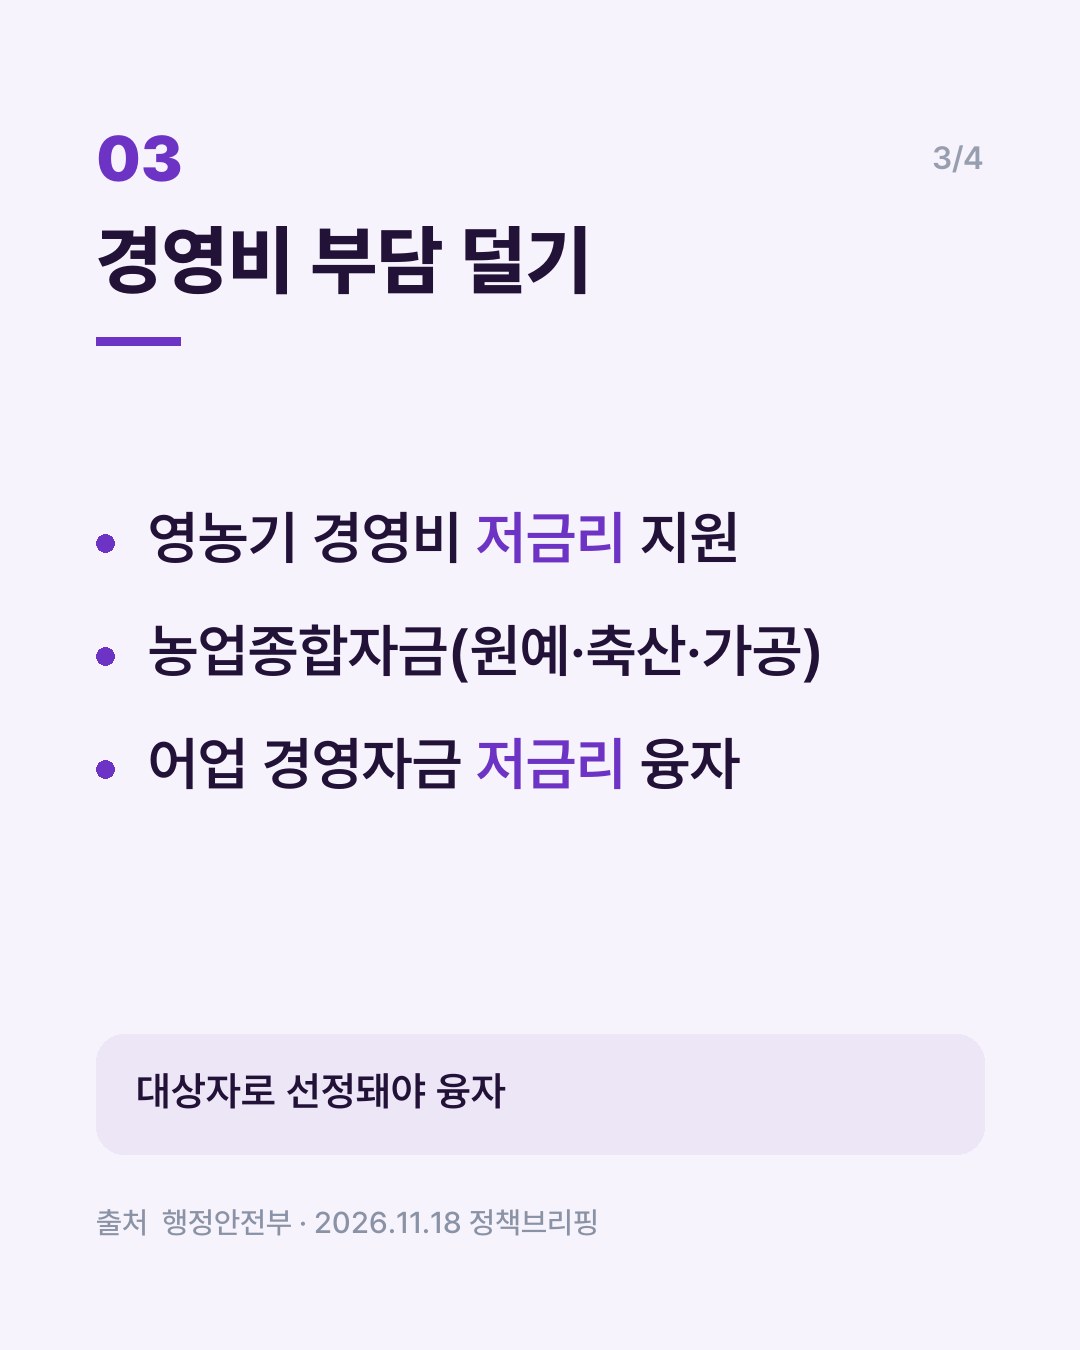 03
3/4
경영비 부담 덜기
• 영농기 경영비 저금리 지원
• 농업종합자금(원예·축산·가공)
• 어업 경영자금 저금리 융자
대상자로 선정돼야 융자
출처 행정안전부 · 2026.11.18 정책브리핑